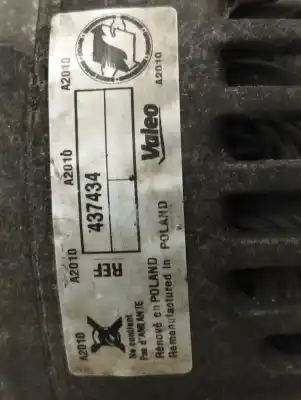 A2010
A2010
A2010
A2010
A2010
REF
437434
Valeo
Ne contient
Pas d'AMIANTE
Rénové en POLAND
Remanufactured in POLAND